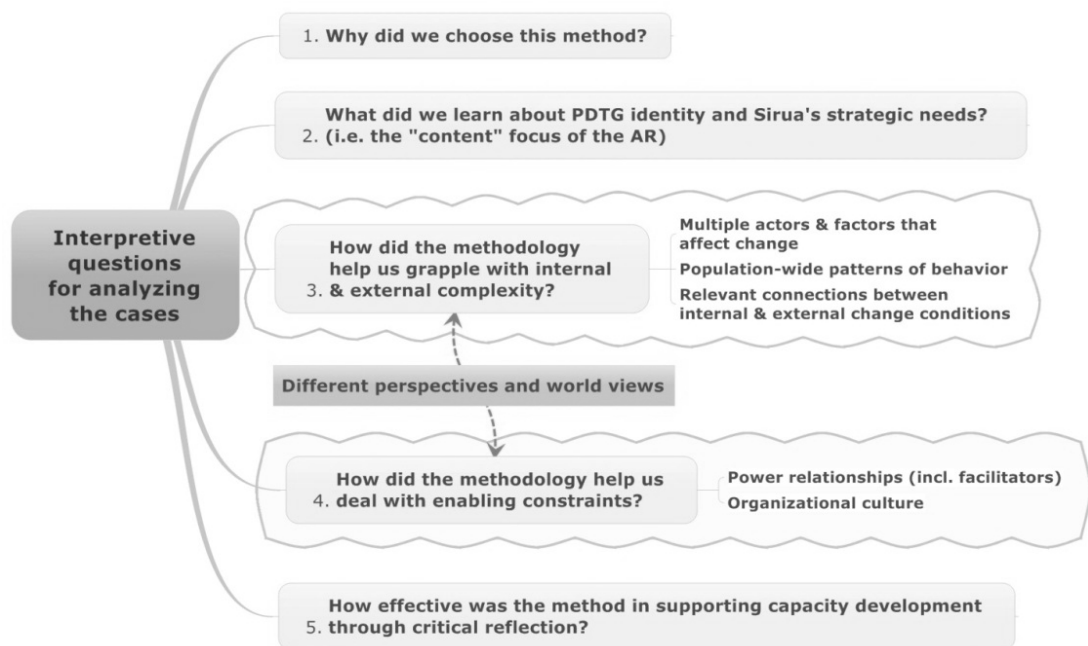 Interpretive
questions
for analyzing
the cases
1. Why did we choose this method?
What did we learn about PDTG identity and Sirua's strategic needs?
2. (i.e. the "content" focus of the AR)
How did the methodology
help us grapple with internal
3. & external complexity?
Multiple actors & factors that
affect change
Population-wide patterns of behavior
Relevant connections between
internal & external change conditions
Different perspectives and world views
How did the methodology help us
4. deal with enabling constraints?
Power relationships (incl. facilitators)
Organizational culture
How effective was the method in supporting capacity development
5. through critical reflection?